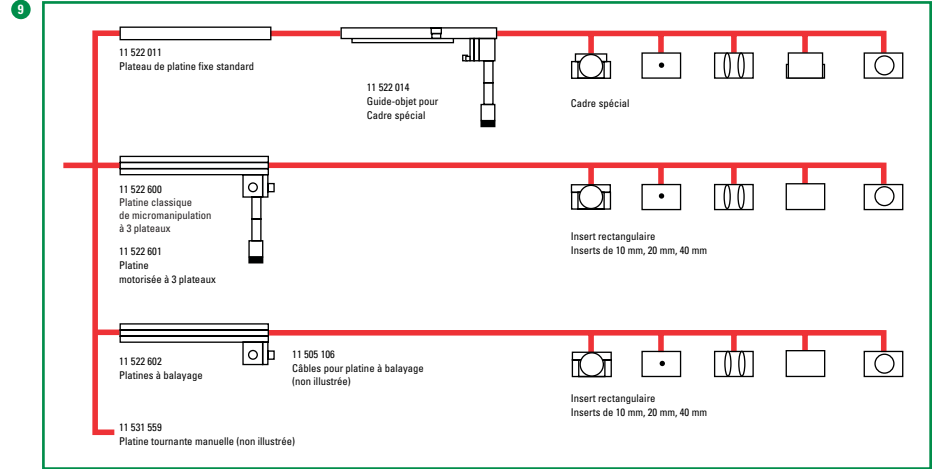 9
11 522 011
Plateau de platine fixe standard
11 522 014
Guide-objet pour
Cadre spécial
Cadre spécial
11 522 600
Platine classique
de micromanipulation
à 3 plateaux
11 522 601
Platine
motorisée à 3 plateaux
Insert rectangulaire
Inserts de 10 mm, 20 mm, 40 mm
11 522 602
Platines à balayage
11 505 106
Câbles pour platine à balayage
(non illustrée)
Insert rectangulaire
Inserts de 10 mm, 20 mm, 40 mm
11 531 559
Platine tournante manuelle (non illustrée)